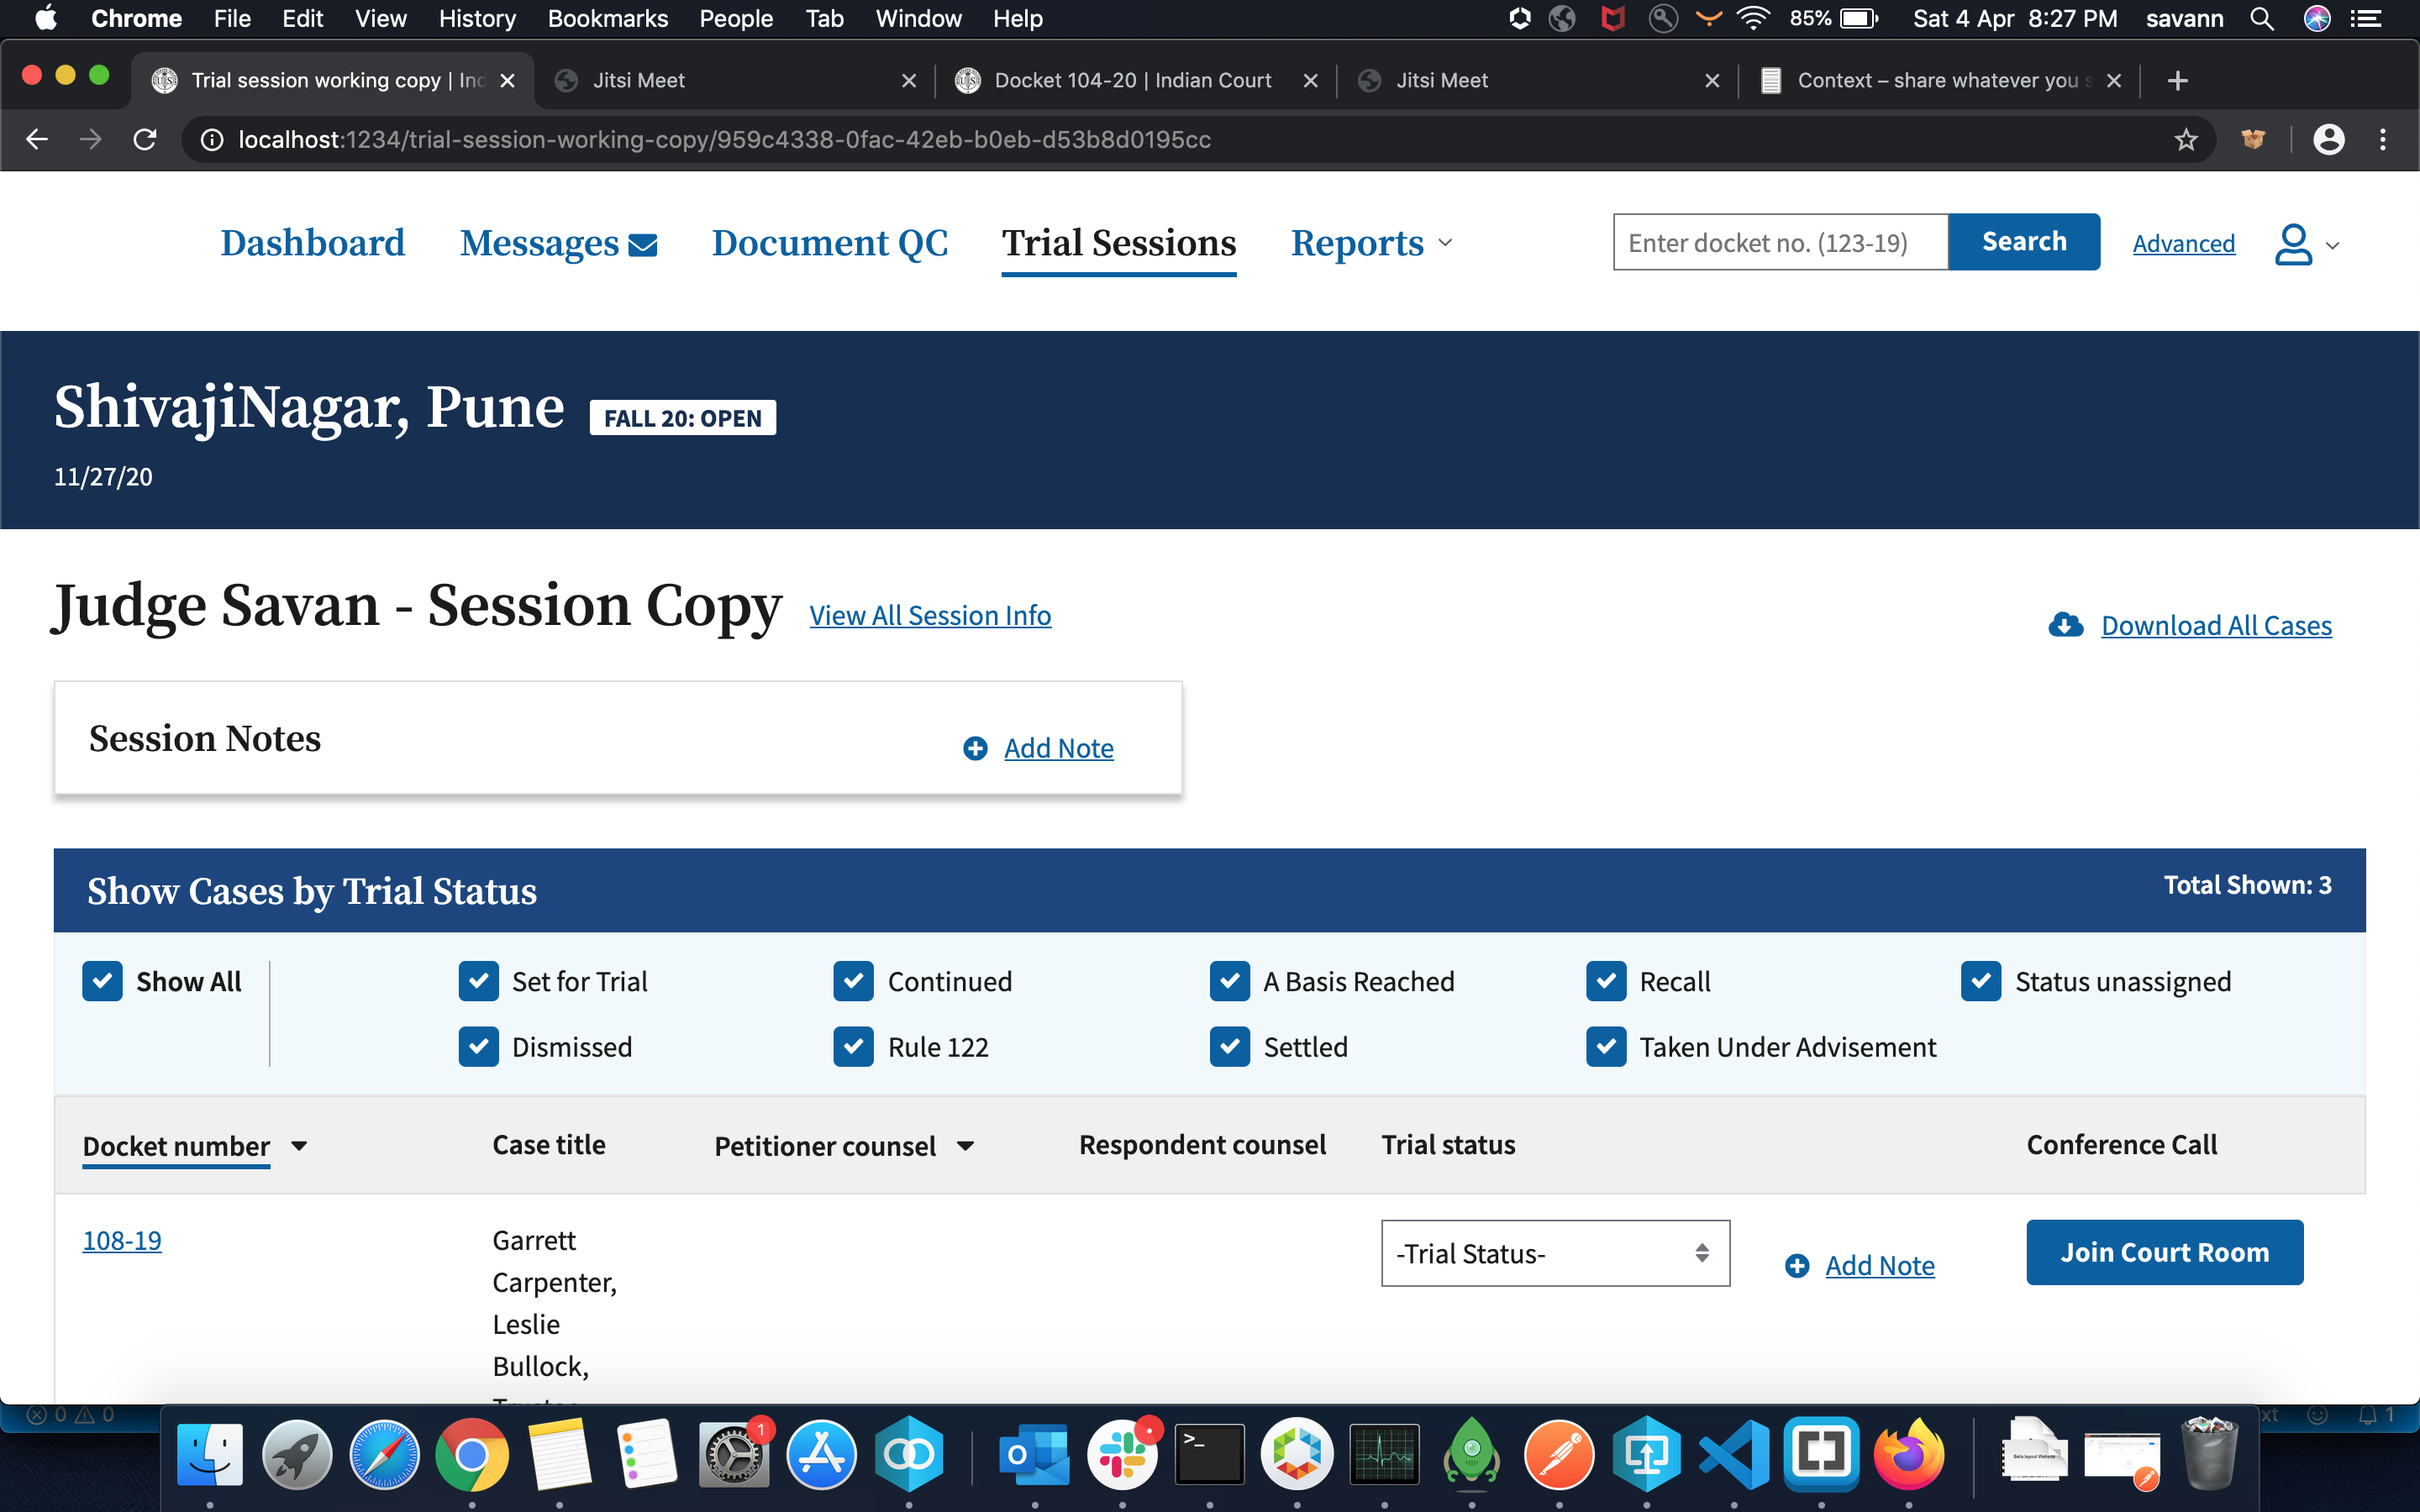 Chrome File Edit View History Bookmarks People Tab Window Help 85% Sat 4 Apr 8:27 PM savann
Trial session working copy | Ind Jitsi Meet Docket 104-20 | Indian Court Jitsi Meet Context – share whatever you s
localhost:1234/trial-session-working-copy/959c4338-0fac-42eb-b0eb-d53b8d0195cc
Dashboard Messages Document QC Trial Sessions Reports Enter docket no. (123-19) Search Advanced
ShivajiNagar, Pune FALL 20: OPEN
11/27/20
Judge Savan - Session Copy View All Session Info Download All Cases
Session Notes Add Note
Show Cases by Trial Status Total Shown: 3
Show All Set for Trial Continued A Basis Reached Recall Status unassigned
Dismissed Rule 122 Settled Taken Under Advisement
Docket number Case title Petitioner counsel Respondent counsel Trial status Conference Call
108-19 Garrett -Trial Status- Add Note Join Court Room
Carpenter,
Leslie
Bullock,
0 0 1
1